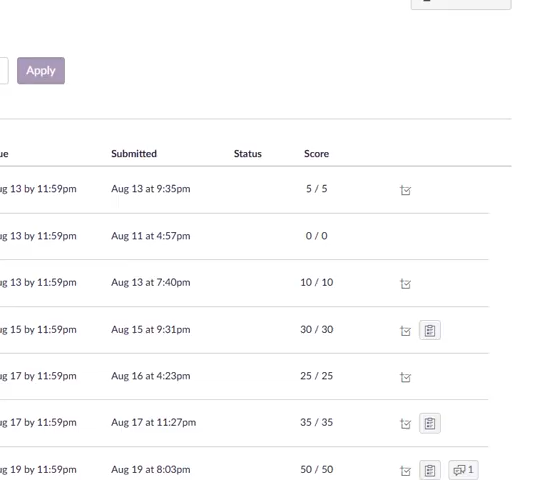 Apply
ue Submitted Status Score
ug 13 by 11:59pm Aug 13 at 9:35pm 5 / 5
ug 13 by 11:59pm Aug 11 at 4:57pm 0 / 0
ug 13 by 11:59pm Aug 13 at 7:40pm 10 / 10
ug 15 by 11:59pm Aug 15 at 9:31pm 30 / 30
ug 17 by 11:59pm Aug 16 at 4:23pm 25 / 25
ug 17 by 11:59pm Aug 17 at 11:27pm 35 / 35
ug 19 by 11:59pm Aug 19 at 8:03pm 50 / 50 1